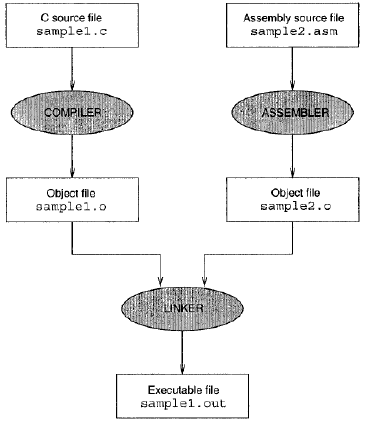 C source file
sample1.c
Assembly source file
sample2.asm
COMPILER
ASSEMBLER
Object file
sample1.o
Object file
sample2.o
LINKER
Executable file
sample1.out